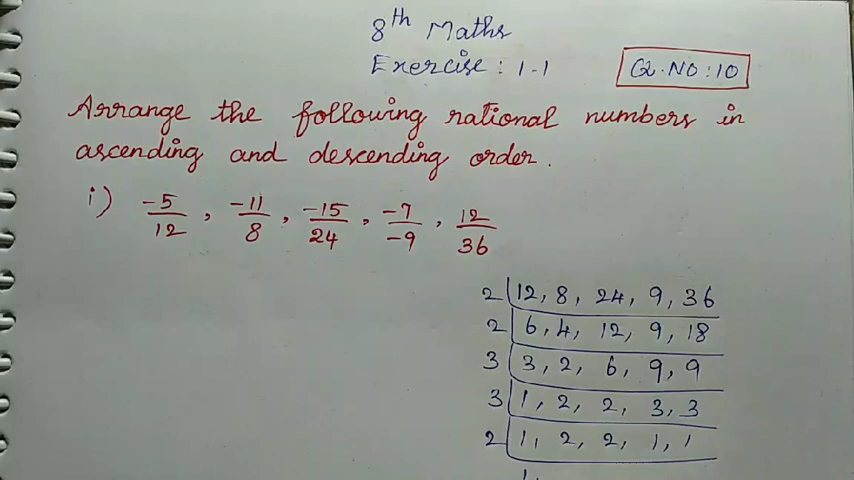 8th Maths
Exercise : 1.1
Q.NO:10
Arrange the following rational numbers in
ascending and descending order.
i) -5/12, -11/8, -15/24, -7/-9, 12/36
2 | 12, 8, 24, 9, 36
2 | 6, 4, 12, 9, 18
3 | 3, 2, 6, 9, 9
3 | 1, 2, 2, 3, 3
2 | 1, 2, 2, 1, 1